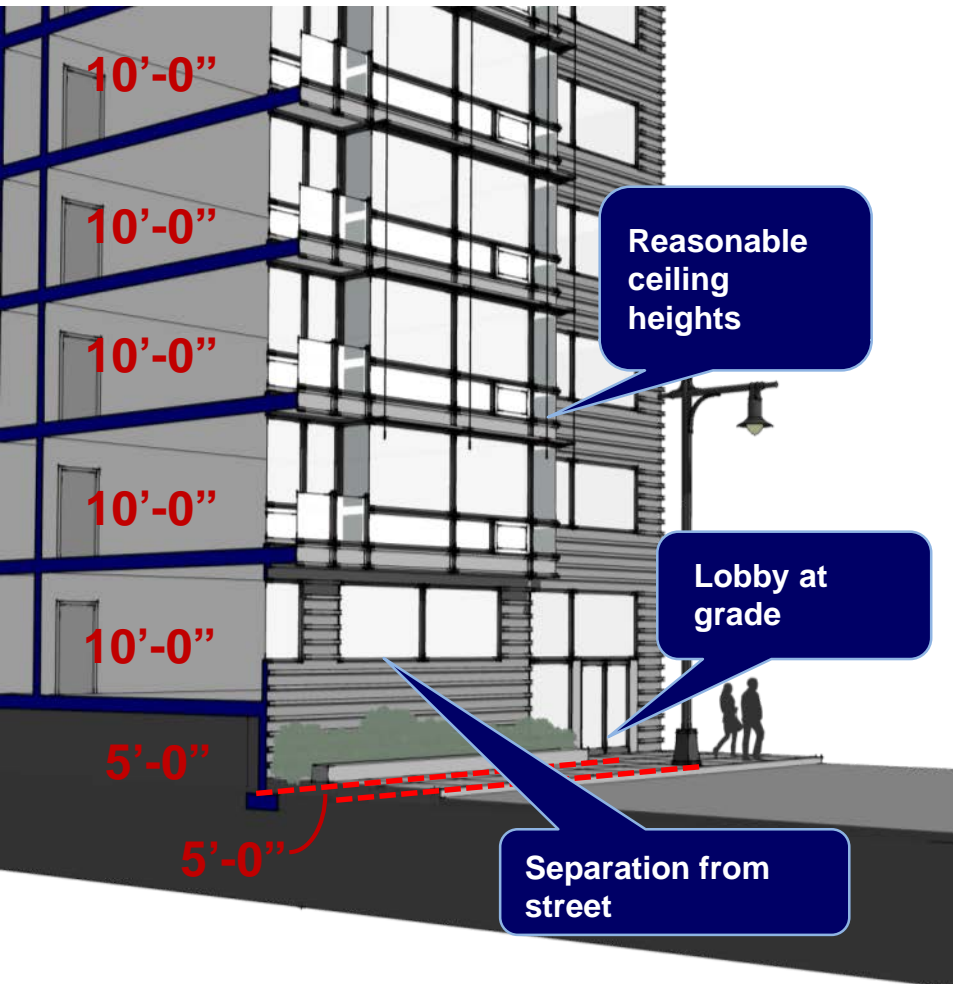 10’-0”
10’-0”
Reasonable
ceiling
heights
10’-0”
10’-0”
Lobby at
grade
10’-0”
5’-0”
5’-0”
Separation from
street